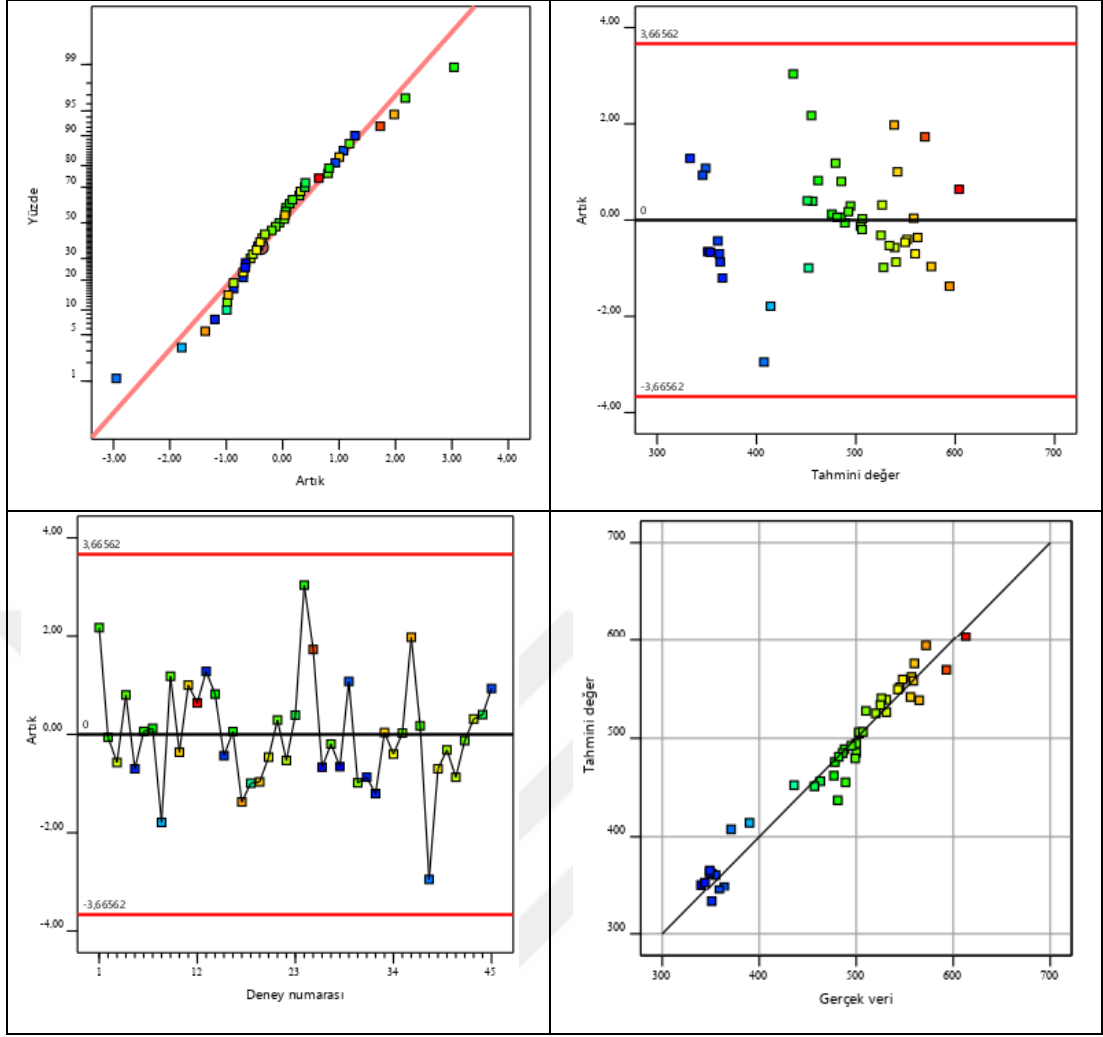 99
95
90
80
70
50
30
20
10
5
1
Yüzde
-3,00 -2,00 -1,00 0,00 1,00 2,00 3,00 4,00
Artık
4.00
3,66562
2.00
0
0.00
-2.00
-3,66562
-4.00
Artık
300 400 500 600 700
Tahmini değer
4,00
3,66562
2,00
0
0,00
-2,00
-3,66562
-4,00
Artık
1 12 23 34 45
Deney numarası
700
600
500
400
300
Tahmini değer
300 400 500 600 700
Gerçek veri